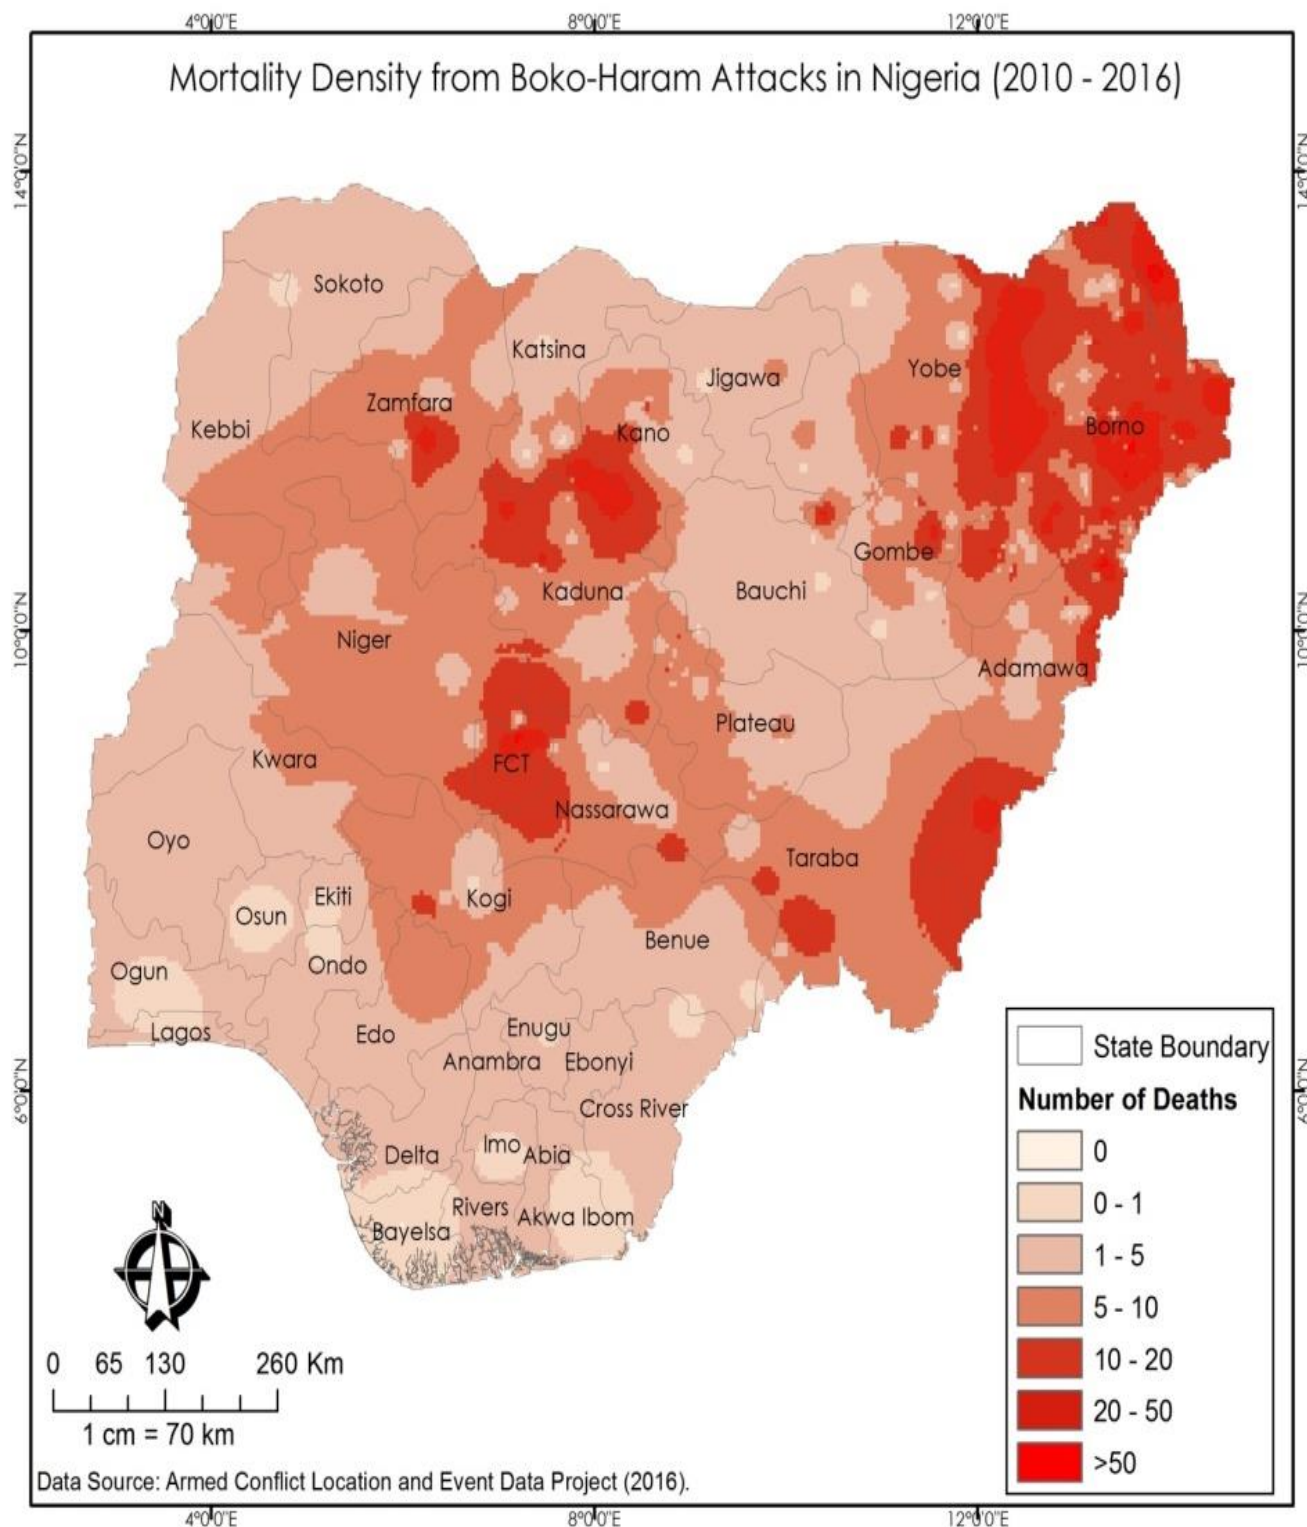 4°0'0"E 8°0'0"E 12°0'0"E
Mortality Density from Boko-Haram Attacks in Nigeria (2010 - 2016)
14°0'0"N 14°0'0"N
Sokoto
Katsina
Jigawa
Yobe
Zamfara
Kebbi
Kano
Borno
Gombe
Kaduna
Bauchi
10°0'0"N 10°0'0"N
Niger
Adamawa
Plateau
Kwara
FCT
Nassarawa
Oyo
Taraba
Ekiti
Kogi
Osun
Benue
Ogun
Ondo
Lagos
Edo
Enugu
Anambra
Ebonyi
6°0'0"N 6°0'0"N
Cross River
Delta
Imo
Abia
Rivers
Akwa Ibom
Bayelsa
State Boundary
Number of Deaths
0
0 - 1
1 - 5
5 - 10
10 - 20
20 - 50
>50
N
0 65 130 260 Km
1 cm = 70 km
Data Source: Armed Conflict Location and Event Data Project (2016).
4°0'0"E 8°0'0"E 12°0'0"E